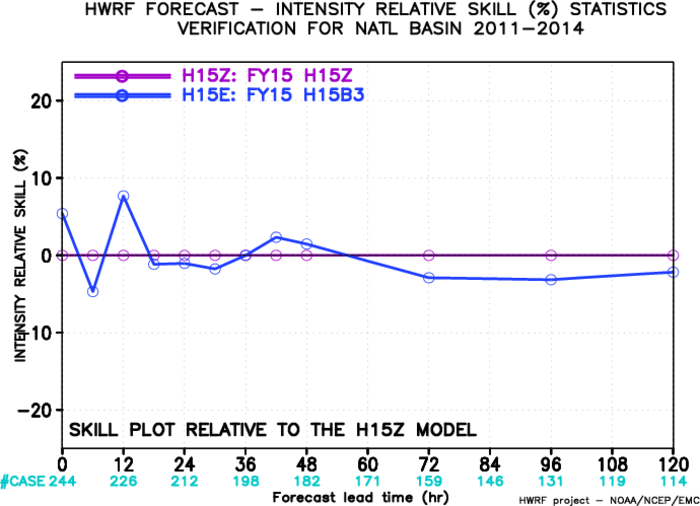 HWRF FORECAST – INTENSITY RELATIVE SKILL (%) STATISTICS
VERIFICATION FOR NATL BASIN 2011–2014
H15Z: FY15 H15Z
H15E: FY15 H15B3
INTENSITY RELATIVE SKILL (%)
20
10
0
–10
–20
SKILL PLOT RELATIVE TO THE H15Z MODEL
0 12 24 36 48 60 72 84 96 108 120
#CASE 244 226 212 198 182 171 159 146 131 119 114
Forecast lead time (hr)
HWRF project – NOAA/NCEP/EMC